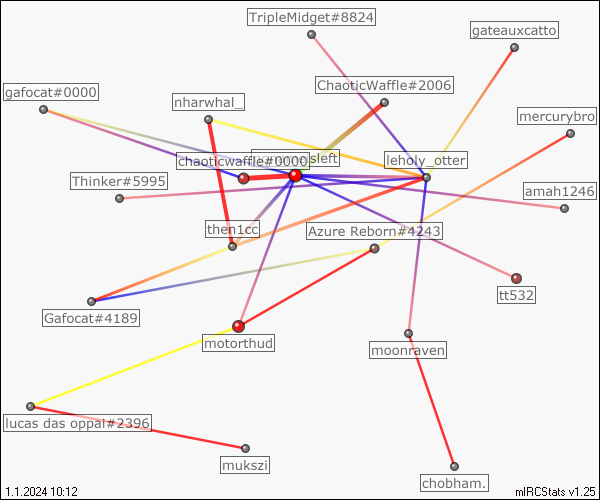 TripleMidget#8824
gateauxcatto
ChaoticWaffle#2006
gafocat#0000
nharwhal_
mercurybro
chaoticwaffle#0000
sleft
leholy_otter
Thinker#5995
amah1246
then1cc
Azure Reborn#4243
tt532
Gafocat#4189
motorthud
moonraven
lucas das oppai#2396
mukszi
chobham.
1.1.2024 10:12
mIRCStats v1.25